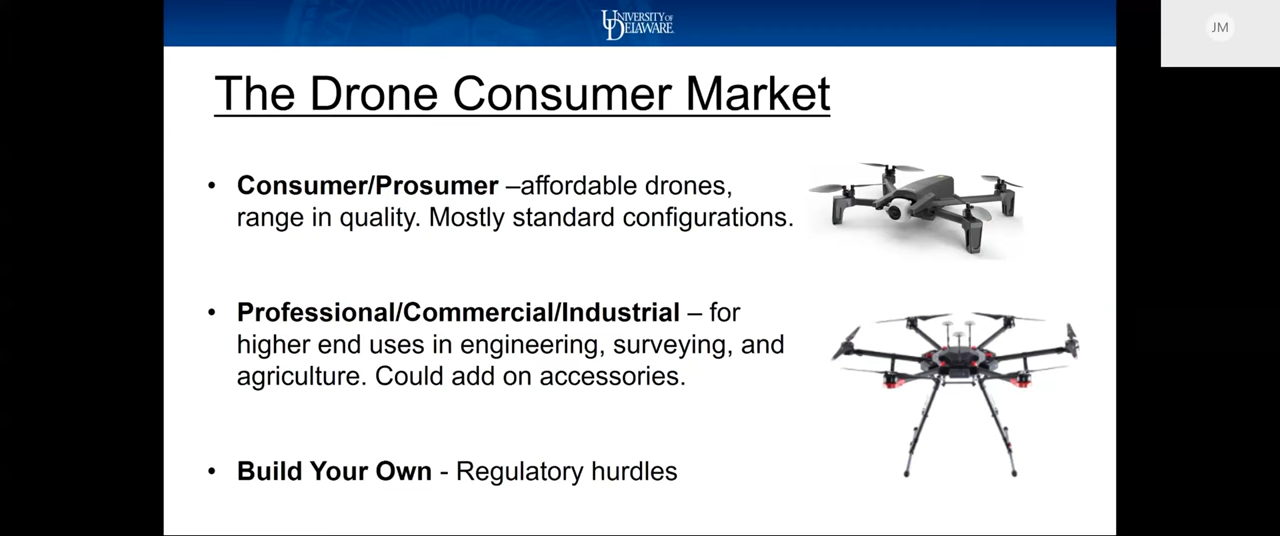 UNIVERSITY OF
DELAWARE
JM
The Drone Consumer Market
• Consumer/Prosumer –affordable drones,
range in quality. Mostly standard configurations.
• Professional/Commercial/Industrial – for
higher end uses in engineering, surveying, and
agriculture. Could add on accessories.
• Build Your Own - Regulatory hurdles